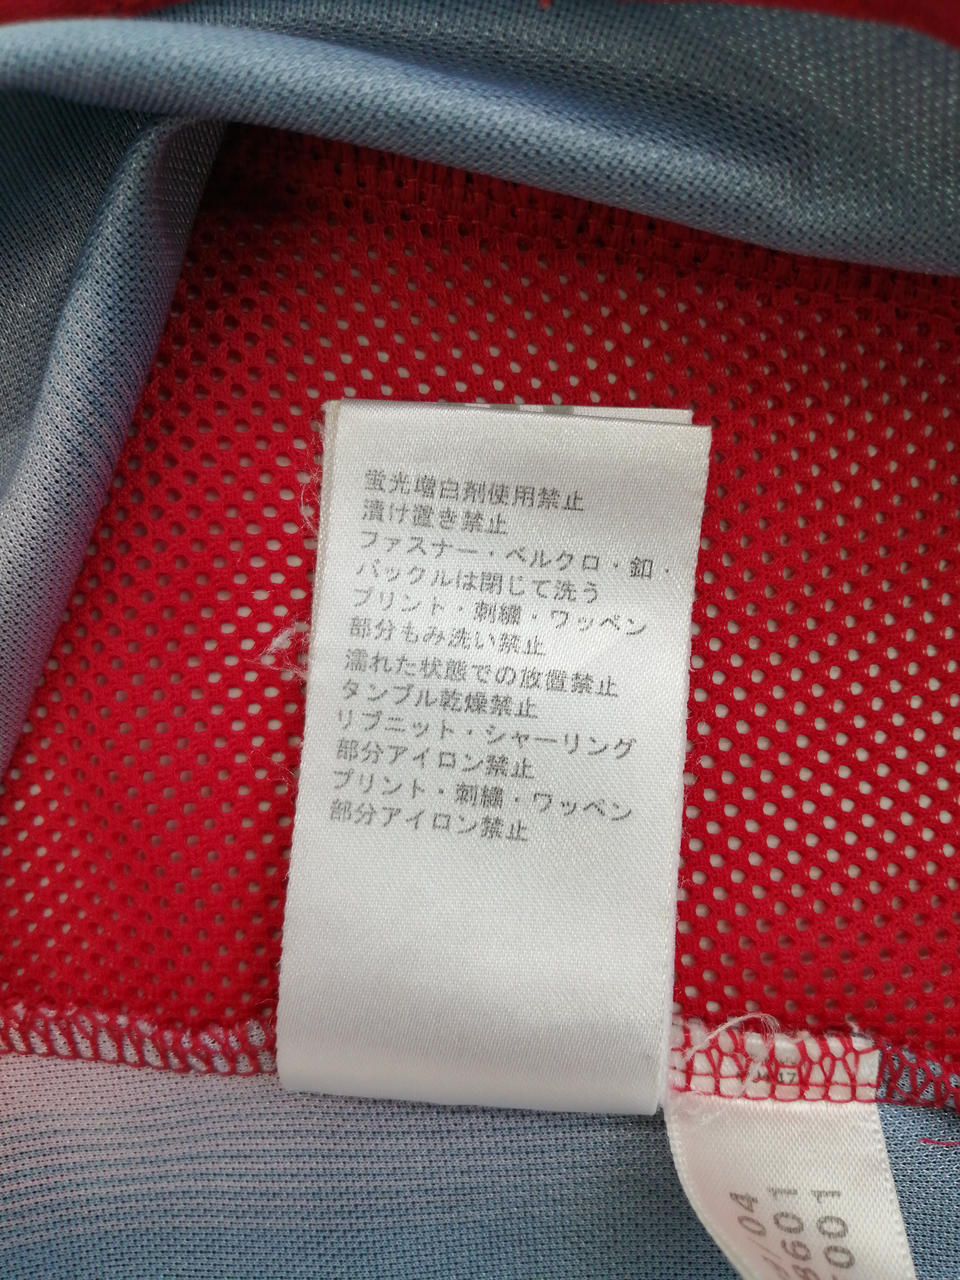 蛍光増白剤使用禁止
漬け置き禁止
ファスナー・ベルクロ・釦・
バックルは閉じて洗う
プリント・刺繍・ワッペン
部分もみ洗い禁止
濡れた状態での放置禁止
タンブル乾燥禁止
リブニット・シャーリング
部分アイロン禁止
プリント・刺繍・ワッペン
部分アイロン禁止
/04
3601
001